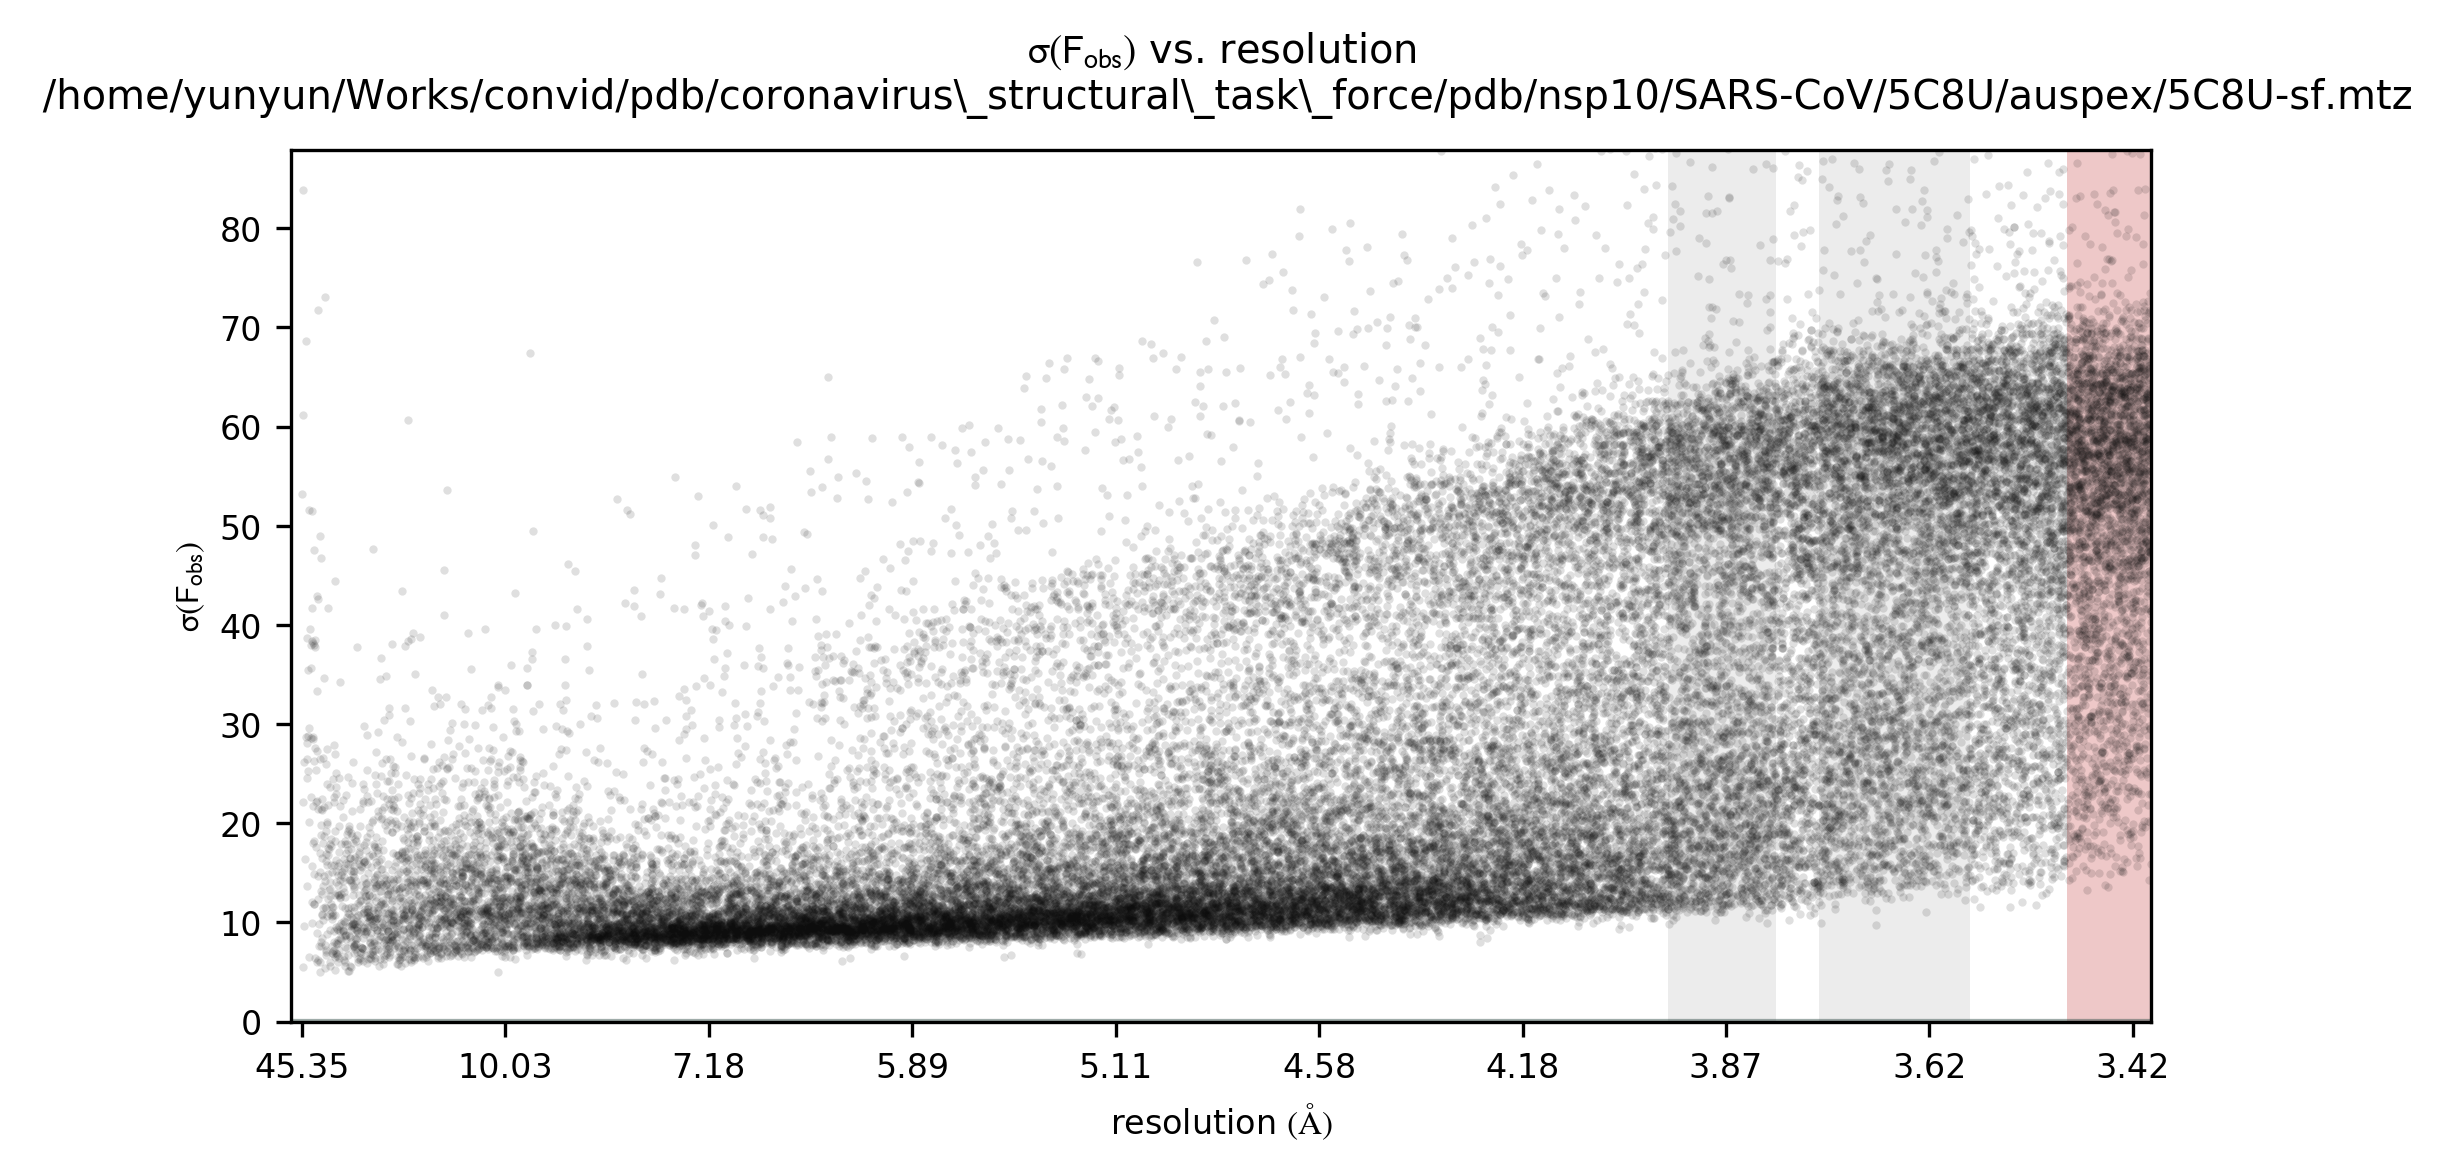 σ(Fobs) vs. resolution
/home/yunyun/Works/convid/pdb/coronavirus\_structural\_task\_force/pdb/nsp10/SARS-CoV/5C8U/auspex/5C8U-sf.mtz
80
70
60
50
40
30
20
10
0
σ(Fobs)
45.35 10.03 7.18 5.89 5.11 4.58 4.18 3.87 3.62 3.42
resolution (Å)